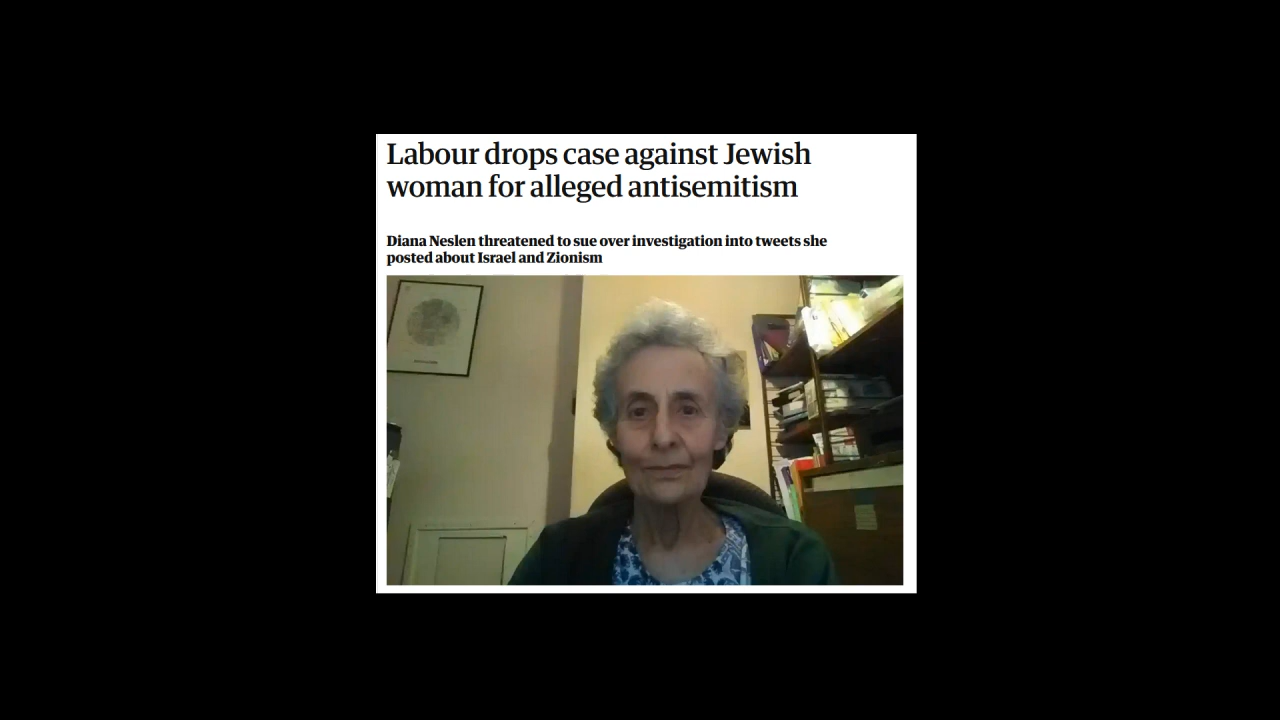 Labour drops case against Jewish
woman for alleged antisemitism
Diana Neslen threatened to sue over investigation into tweets she
posted about Israel and Zionism